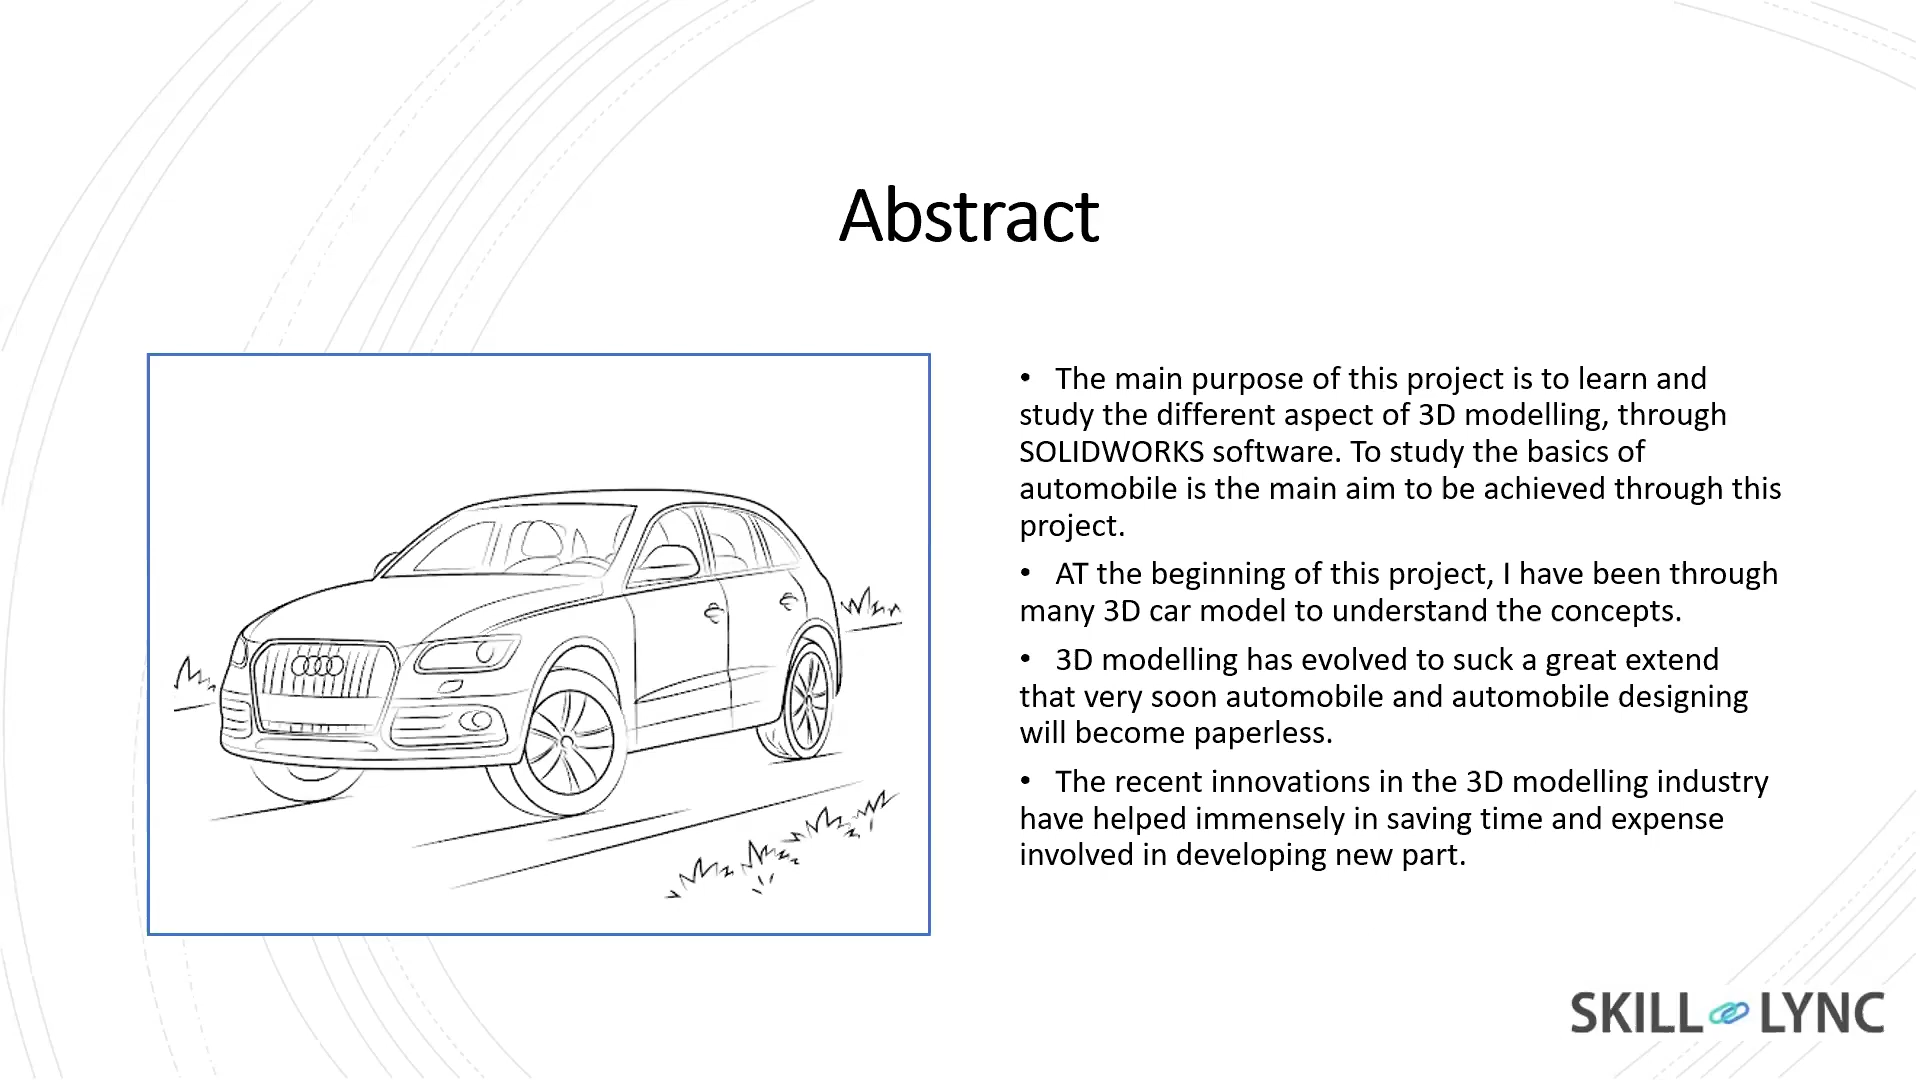 Abstract
• The main purpose of this project is to learn and
study the different aspect of 3D modelling, through
SOLIDWORKS software. To study the basics of
automobile is the main aim to be achieved through this
project.
• AT the beginning of this project, I have been through
many 3D car model to understand the concepts.
• 3D modelling has evolved to suck a great extend
that very soon automobile and automobile designing
will become paperless.
• The recent innovations in the 3D modelling industry
have helped immensely in saving time and expense
involved in developing new part.
SKILL LYNC